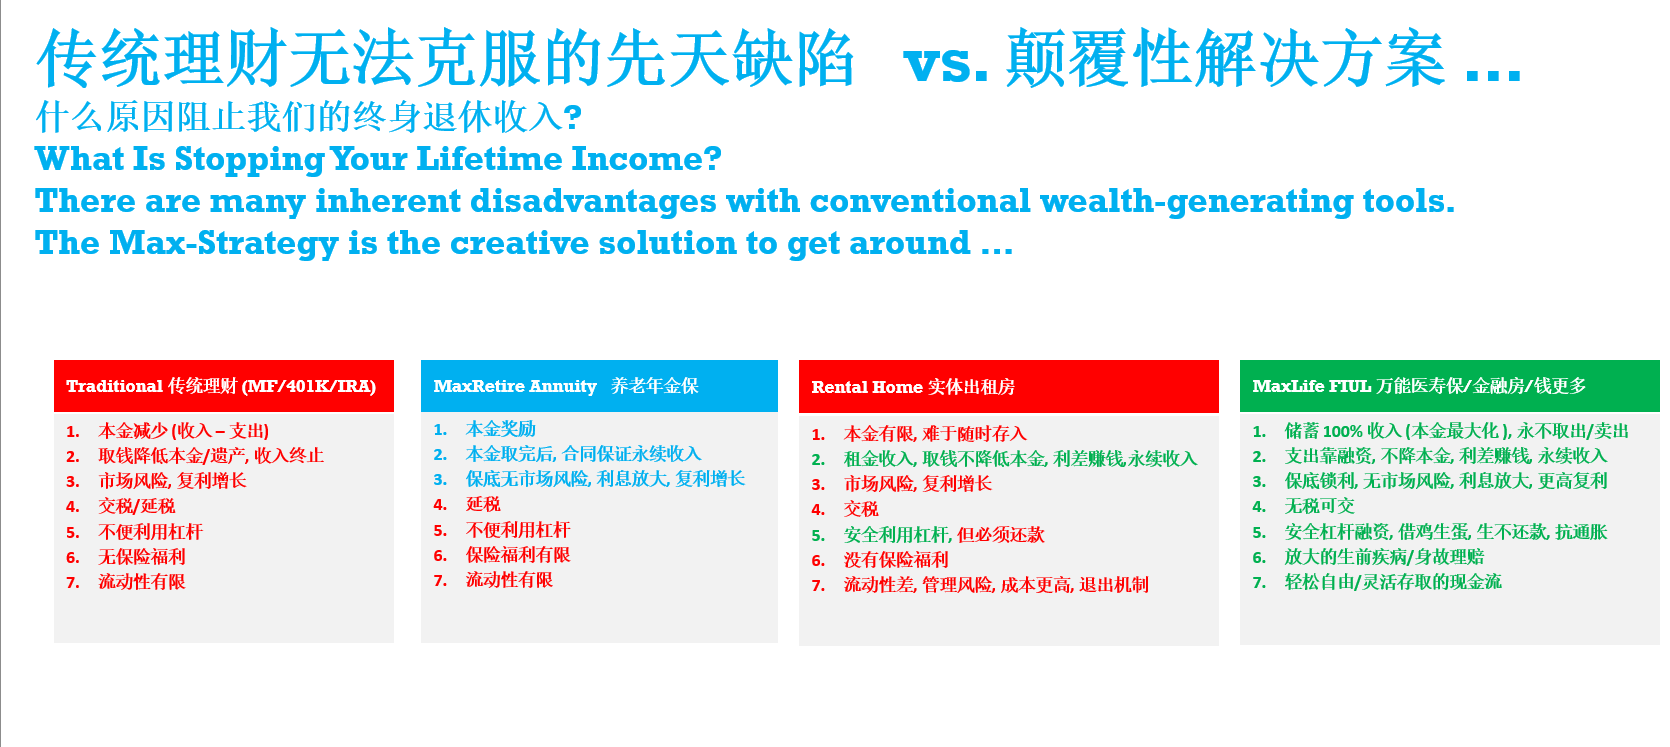 传统理财无法克服的先天缺陷 vs. 颠覆性解决方案 ...
什么原因阻止我们的终身退休收入?
What Is Stopping Your Lifetime Income?
There are many inherent disadvantages with conventional wealth-generating tools.
The Max-Strategy is the creative solution to get around ...
Traditional 传统理财 (MF/401K/IRA)
1. 本金减少 (收入 – 支出)
2. 取钱降低本金/遗产, 收入终止
3. 市场风险, 复利增长
4. 交税/延税
5. 不便利用杠杆
6. 无保险福利
7. 流动性有限
MaxRetire Annuity 养老年金保
1. 本金奖励
2. 本金取完后, 合同保证永续收入
3. 保底无市场风险, 利息放大, 复利增长
4. 延税
5. 不便利用杠杆
6. 保险福利有限
7. 流动性有限
Rental Home 实体出租房
1. 本金有限, 难于随时存入
2. 租金收入, 取钱不降低本金, 利差赚钱,永续收入
3. 市场风险, 复利增长
4. 交税
5. 安全利用杠杆, 但必须还款
6. 没有保险福利
7. 流动性差, 管理风险, 成本更高, 退出机制
MaxLife FIUL 万能医寿保/金融房/钱更多
1. 储蓄 100% 收入 ( 本金最大化 ), 永不取出/卖出
2. 支出靠融资, 不降本金, 利差赚钱, 永续收入
3. 保底锁利, 无市场风险, 利息放大, 更高复利
4. 无税可交
5. 安全杠杆融资, 借鸡生蛋, 生不还款, 抗通胀
6. 放大的生前疾病/身故理赔
7. 轻松自由/灵活存取的现金流